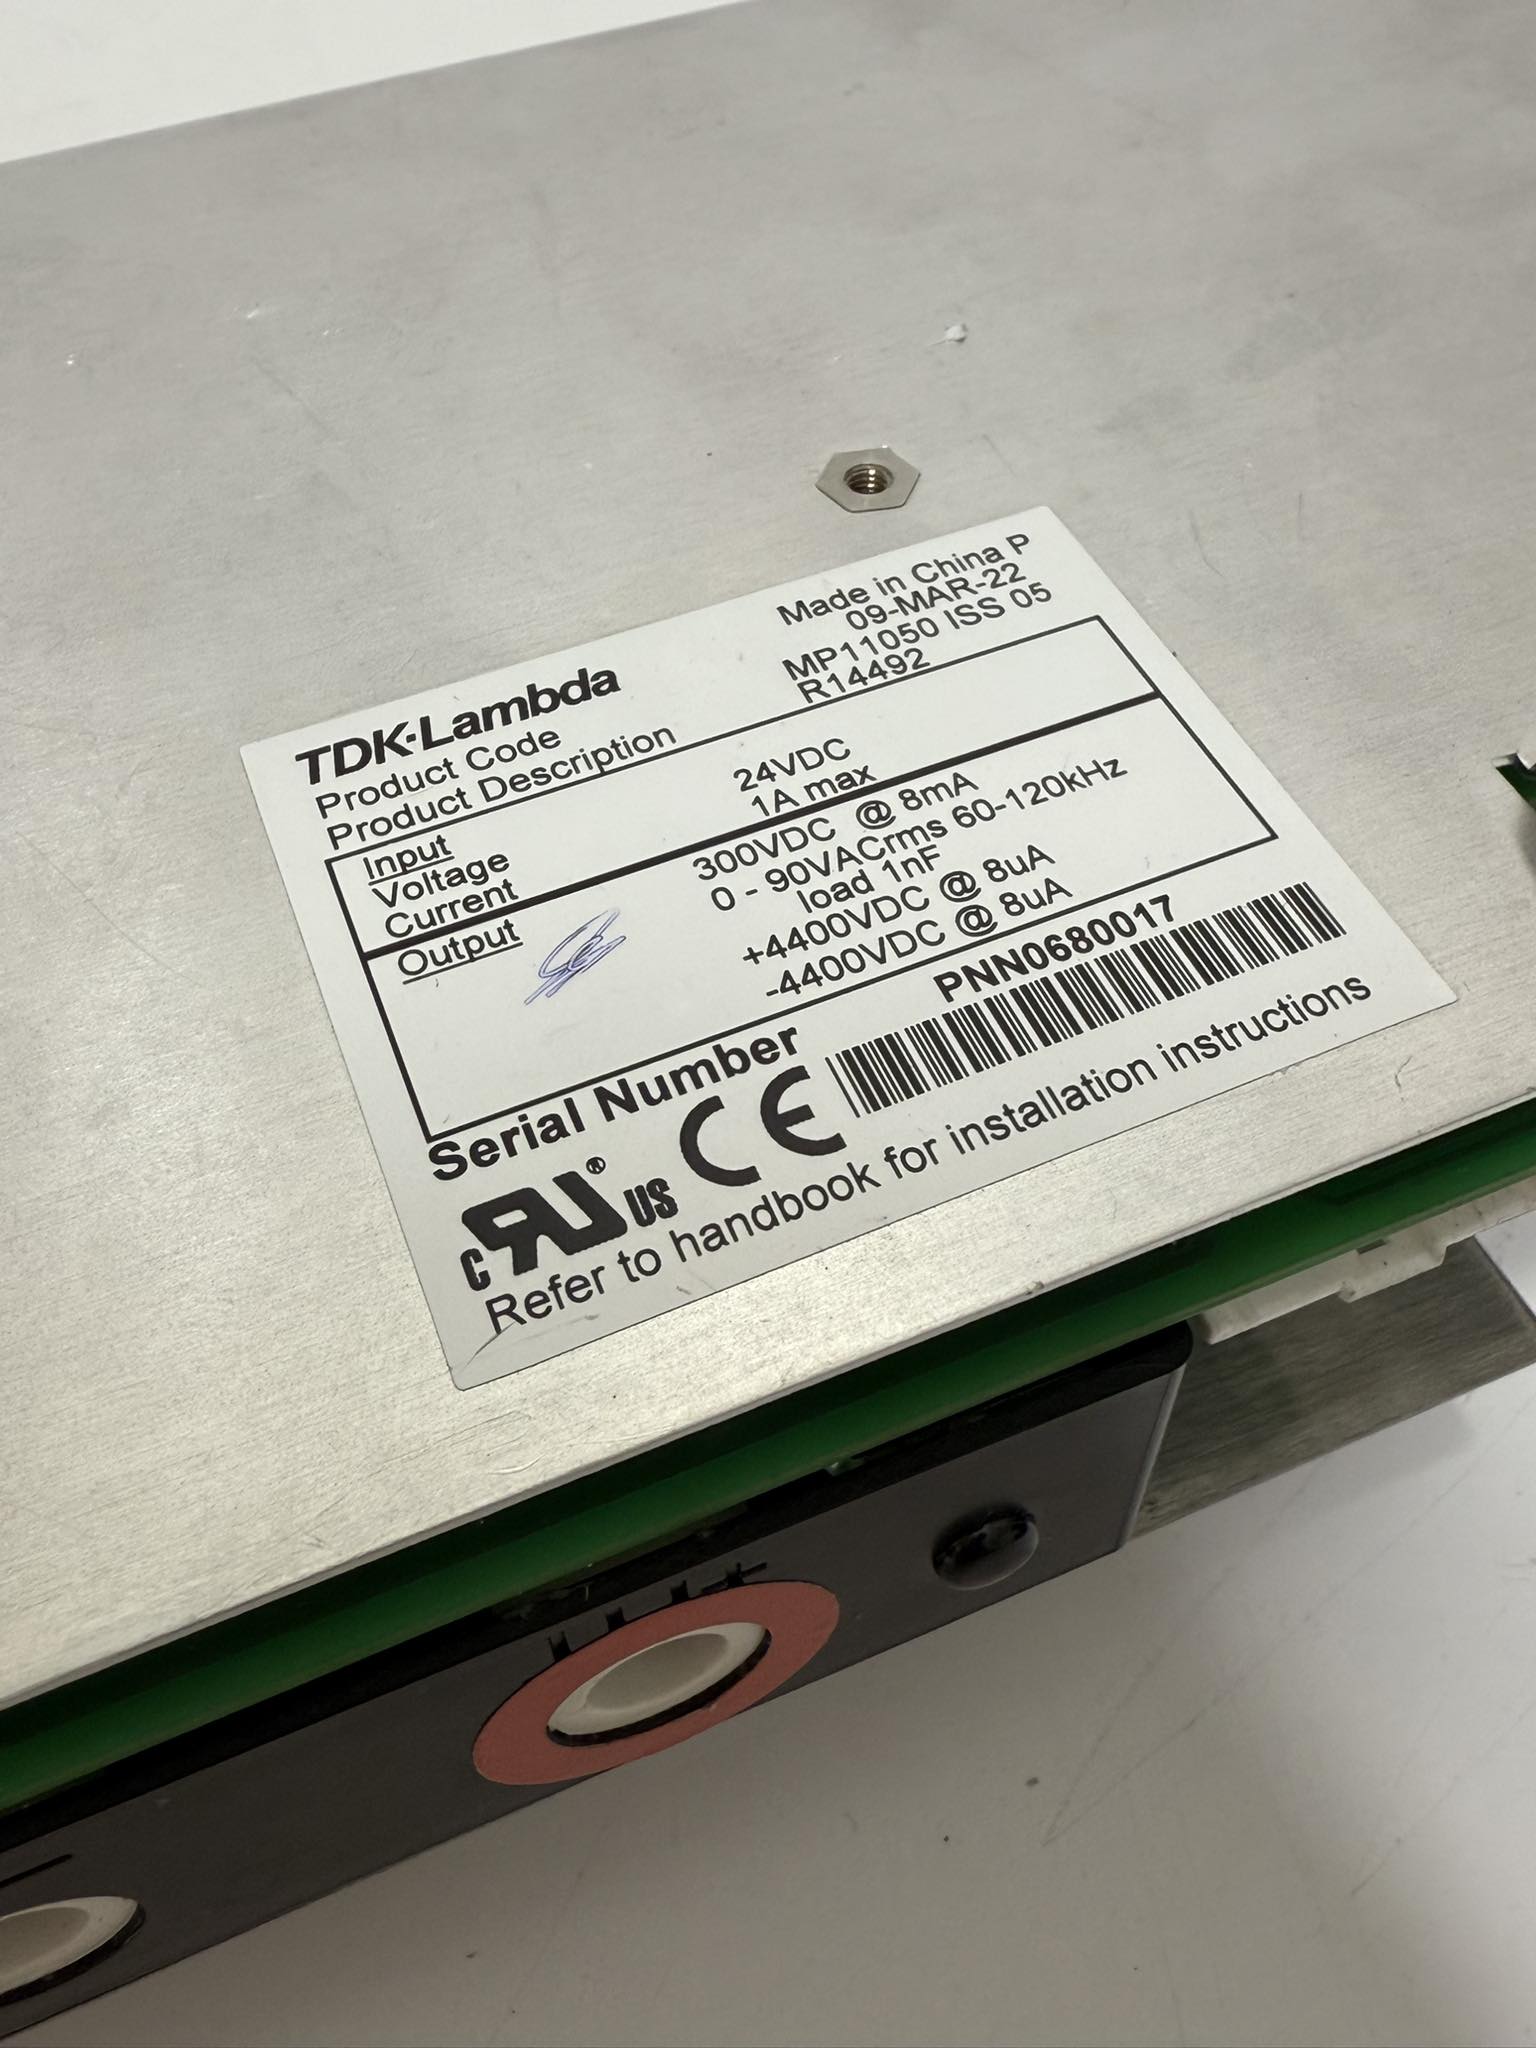 Made in China P
09-MAR-22
TDK-Lambda
Product Code MP11050 ISS 05
Product Description R14492
Input
Voltage 24VDC
Current 1A max
Output 300VDC @ 8mA
0 - 90VACrms 60-120kHz
load 1nF
+4400VDC @ 8uA
-4400VDC @ 8uA
Serial Number PNN0680017
c RU ® US CE
Refer to handbook for installation instructions